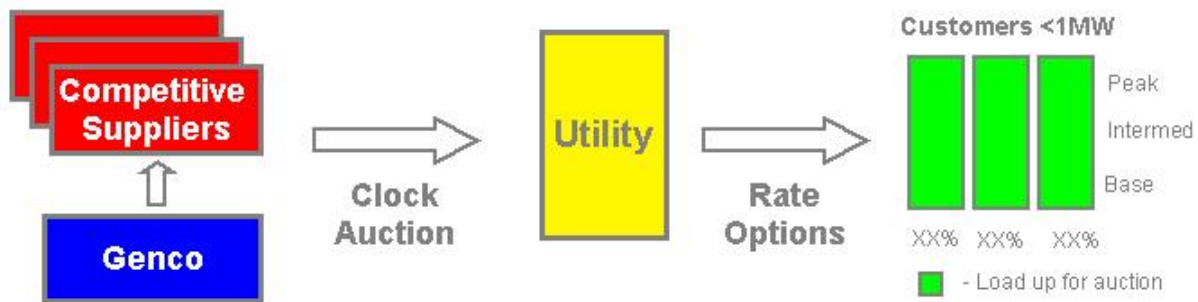 Competitive
Suppliers
Genco
Clock
Auction
Utility
Rate
Options
Customers <1MW
Peak
Intermed
Base
XX% XX% XX%
- Load up for auction